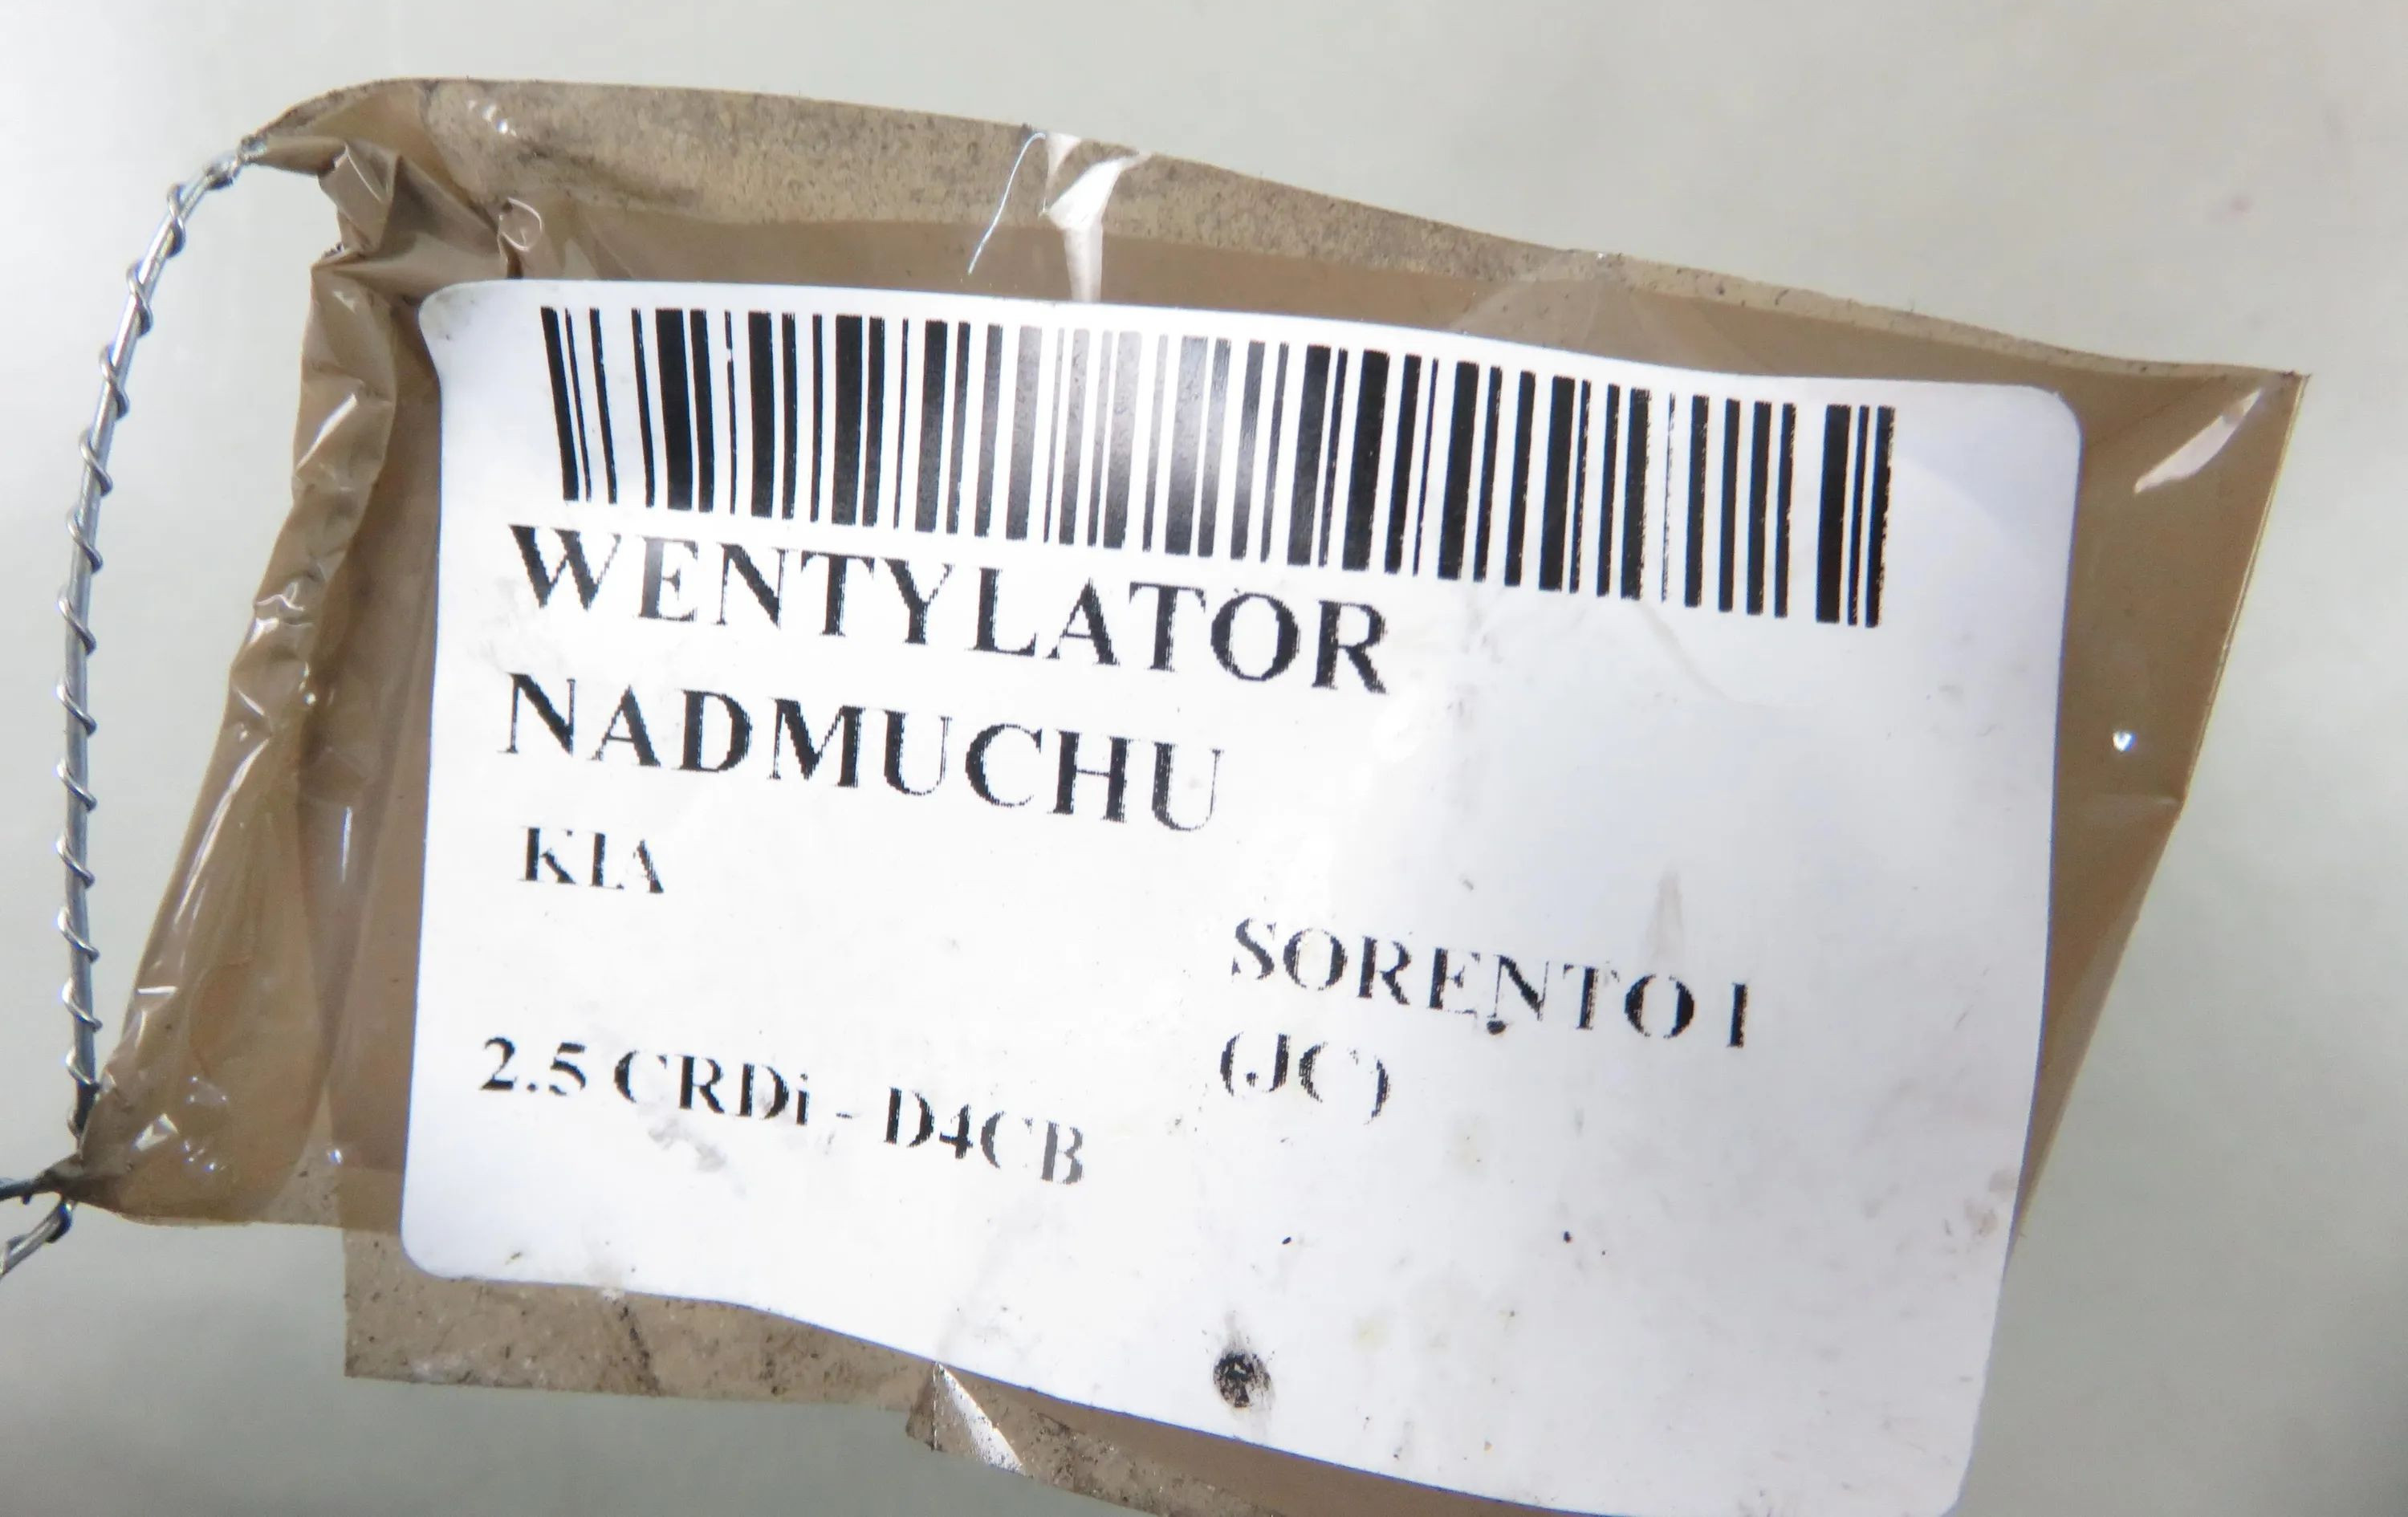 WENTYLATOR
NADMUCHU
KIA
SORENTO I
(JC)
2.5 CRDi - D4CB